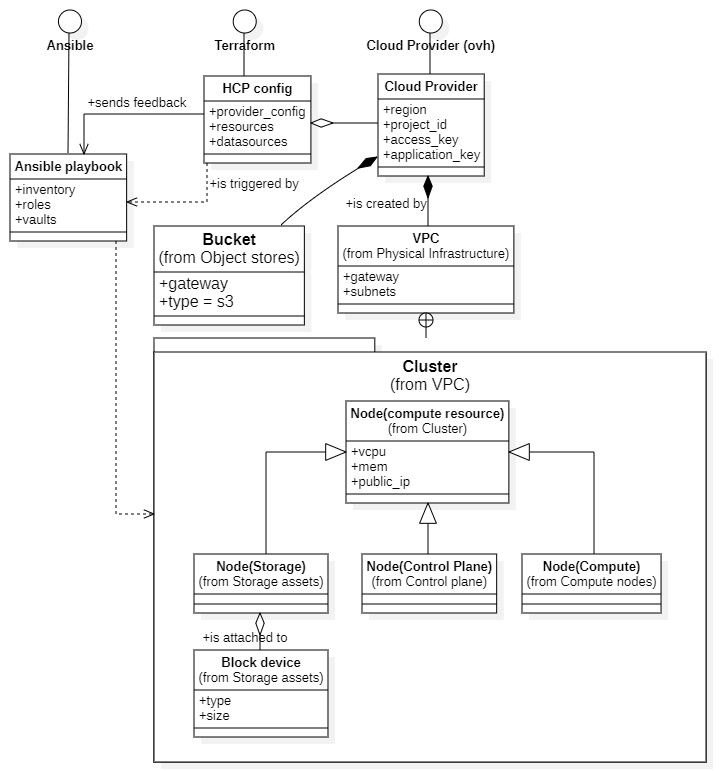 Ansible
Terraform
Cloud Provider (ovh)
HCP config
+provider_config
+resources
+datasources
Cloud Provider
+region
+project_id
+access_key
+application_key
+sends feedback
Ansible playbook
+inventory
+roles
+vaults
+is triggered by
+is created by
Bucket
(from Object stores)
+gateway
+type = s3
VPC
(from Physical Infrastructure)
+gateway
+subnets
Cluster
(from VPC)
Node(compute resource)
(from Cluster)
+vcpu
+mem
+public_ip
Node(Storage)
(from Storage assets)
Node(Control Plane)
(from Control plane)
Node(Compute)
(from Compute nodes)
+is attached to
Block device
(from Storage assets)
+type
+size